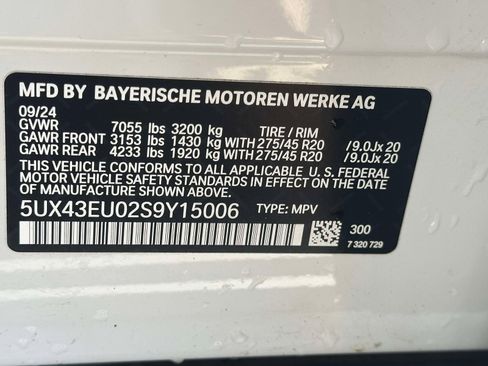 MFD BY BAYERISCHE MOTOREN WERKE AG
09/24
GVWR 7055 lbs 3200 kg TIRE / RIM
GAWR FRONT 3153 lbs 1430 kg WITH 275/45 R20 /9.0Jx 20
GAWR REAR 4233 lbs 1920 kg WITH 275/45 R20 /9.0Jx 20
THIS VEHICLE CONFORMS TO ALL APPLICABLE U. S. FEDERAL
MOTOR VEHICLE SAFETY STANDARDS IN EFFECT ON THE
DATE OF MANUFACTURE SHOWN ABOVE.
5UX43EU02S9Y15006 TYPE: MPV
300
7 320 729